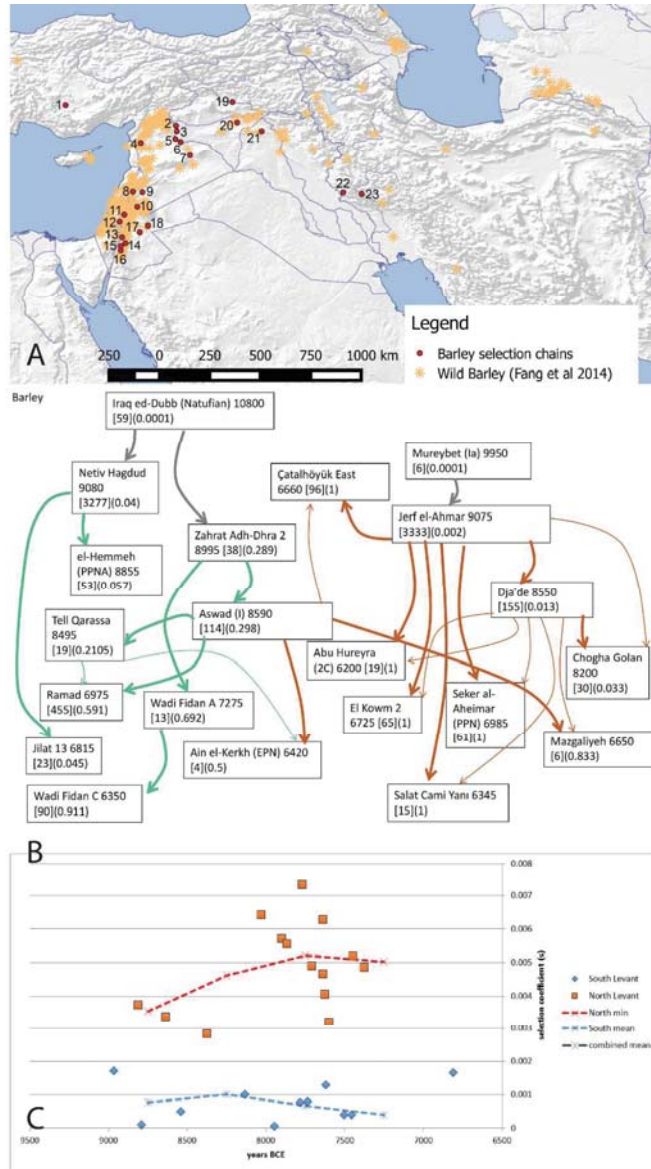 1
2
3
4
5
6
7
8
9
10
11
12
13
14
15
16
17
18
19
20
21
22
23
A
Legend
Barley selection chains
Wild Barley (Fang et al 2014)
250 0 250 500 1000 km
Barley
Iraq ed-Dubb (Natufian) 10800
[59](0.0001)
Netiv Hagdud
9080
[3277](0.04)
el-Hemmeh
(PPNA) 8855
[53](0.057)
Zahrat Adh-Dhra 2
8995 [38](0.289)
Çatalhöyük East
6660 [96](1)
Mureybet (Ia) 9950
[6](0.0001)
Jerf el-Ahmar 9075
[3333](0.002)
Dja'de 8550
[155](0.013)
Tell Qarassa
8495
[19](0.2105)
Aswad (I) 8590
[114](0.298)
Abu Hureyra
(2C) 6200 [19](1)
Chogha Golan
8200
[30](0.033)
Ramad 6975
[455](0.591)
Wadi Fidan A 7275
[13](0.692)
El Kowm 2
6725 [65](1)
Seker al-
Aheimar
(PPN) 6985
[61](1)
Mazgaliyeh 6650
[6](0.833)
Jilat 13 6815
[23](0.045)
Ain el-Kerkh (EPN) 6420
[4](0.5)
Wadi Fidan C 6350
[90](0.911)
Salat Cami Yanı 6345
[15](1)
B
0.008
0.007
0.006
0.005
0.004
0.003
0.002
0.001
0
selection coefficient (s)
South Levant
North Levant
North min
South mean
combined mean
C
9500 9000 8500 8000 7500 7000 6500
years BCE